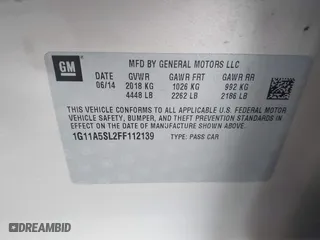 GM
MFD BY GENERAL MOTORS LLC
DATE GVWR GAWR FRT GAWR RR
06/14 2018 KG 1026 KG 992 KG
4448 LB 2262 LB 2186 LB
THIS VEHICLE CONFORMS TO ALL APPLICABLE U.S. FEDERAL MOTOR
VEHICLE SAFETY, BUMPER, AND THEFT PREVENTION STANDARDS IN EFFECT ON THE
DATE OF MANUFACTURE SHOWN ABOVE.
1G11A5SL2FF112139 TYPE: PASS CAR
© DealerCenter